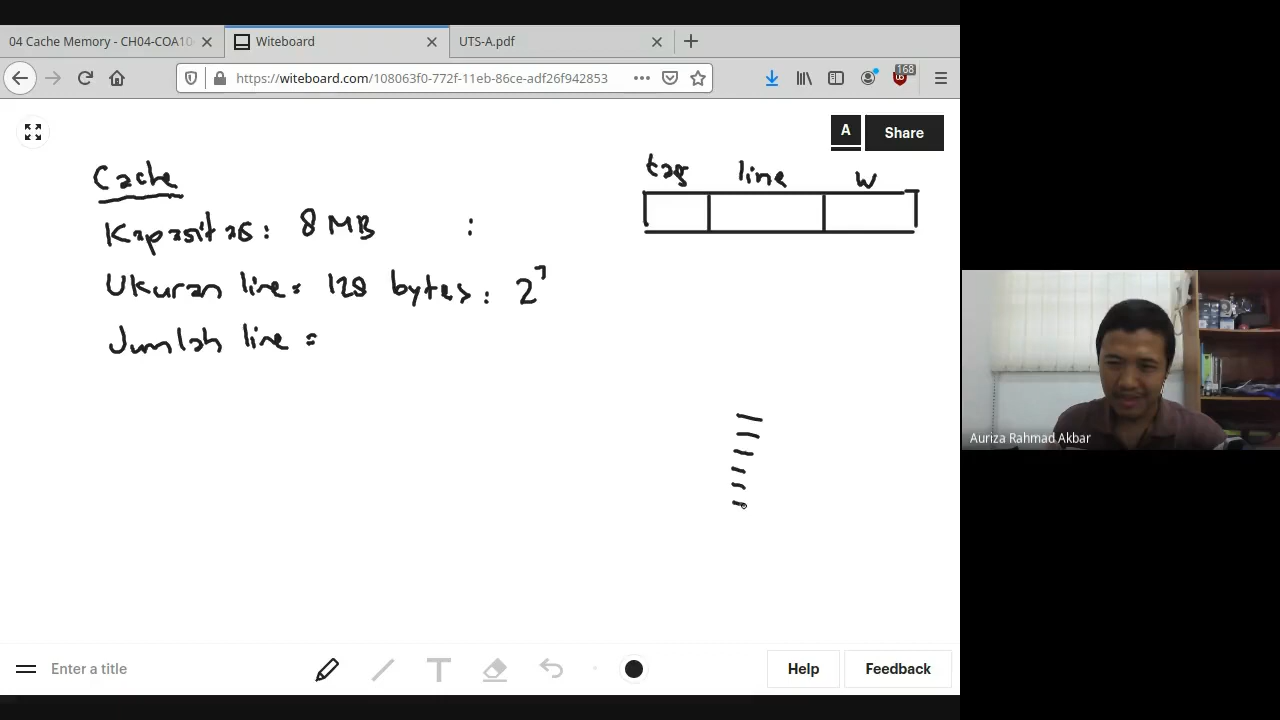 04 Cache Memory - CH04-COA10
Witeboard
UTS-A.pdf
https://witeboard.com/108063f0-772f-11eb-86ce-adf26f942853
168
A
Share
Cache
Kapasitas: 8 MB :
Ukuran line = 128 bytes : 2⁷
Jumlah line =
tag line w
Auriza Rahmad Akbar
Enter a title
T
Help
Feedback